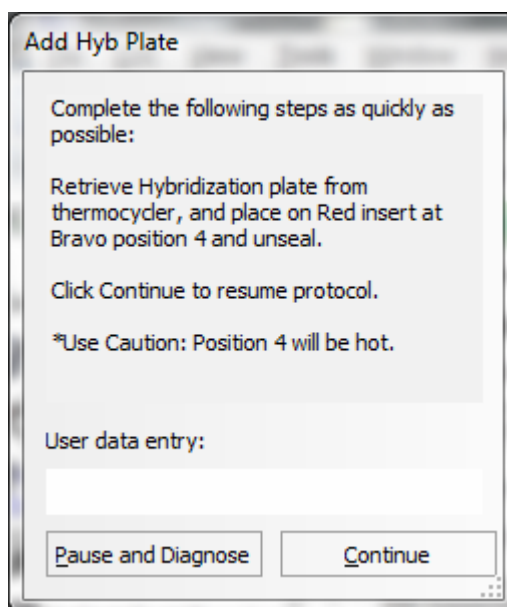 Add Hyb Plate
Complete the following steps as quickly as
possible:
Retrieve Hybridization plate from
thermocycler, and place on Red insert at
Bravo position 4 and unseal.
Click Continue to resume protocol.
*Use Caution: Position 4 will be hot.
User data entry:
Pause and Diagnose
Continue